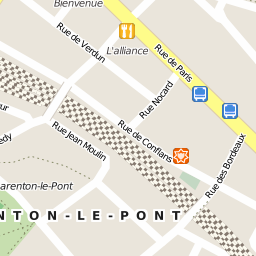 Bienvenue
Rue de Verdun
L'alliance
Rue de Paris
Rue Nocard
Rue de Conflans
Rue Jean Moulin
Rue des Bordeaux
arenton-le-Pont
NTON-LE-PONT